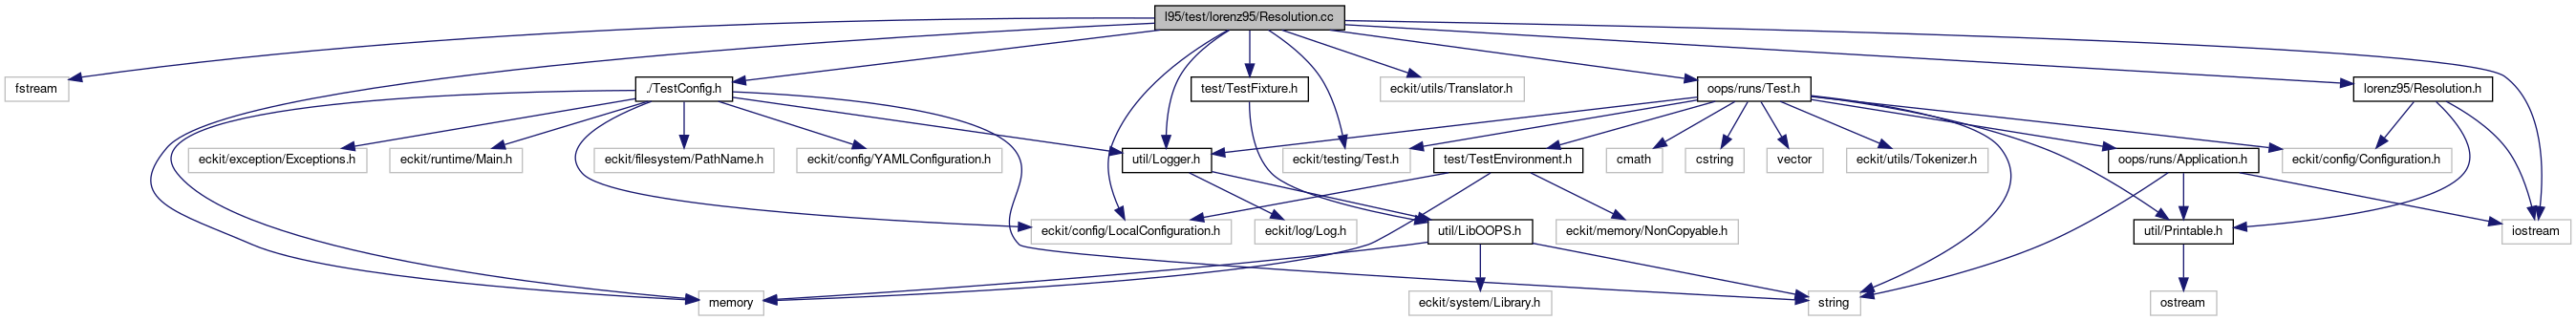 l95/test/lorenz95/Resolution.cc
fstream
./TestConfig.h
test/TestFixture.h
eckit/utils/Translator.h
oops/runs/Test.h
lorenz95/Resolution.h
eckit/exception/Exceptions.h
eckit/runtime/Main.h
eckit/filesystem/PathName.h
eckit/config/YAMLConfiguration.h
util/Logger.h
eckit/testing/Test.h
test/TestEnvironment.h
cmath
cstring
vector
eckit/utils/Tokenizer.h
oops/runs/Application.h
eckit/config/Configuration.h
eckit/config/LocalConfiguration.h
eckit/log/Log.h
util/LibOOPS.h
eckit/memory/NonCopyable.h
util/Printable.h
iostream
memory
eckit/system/Library.h
string
ostream